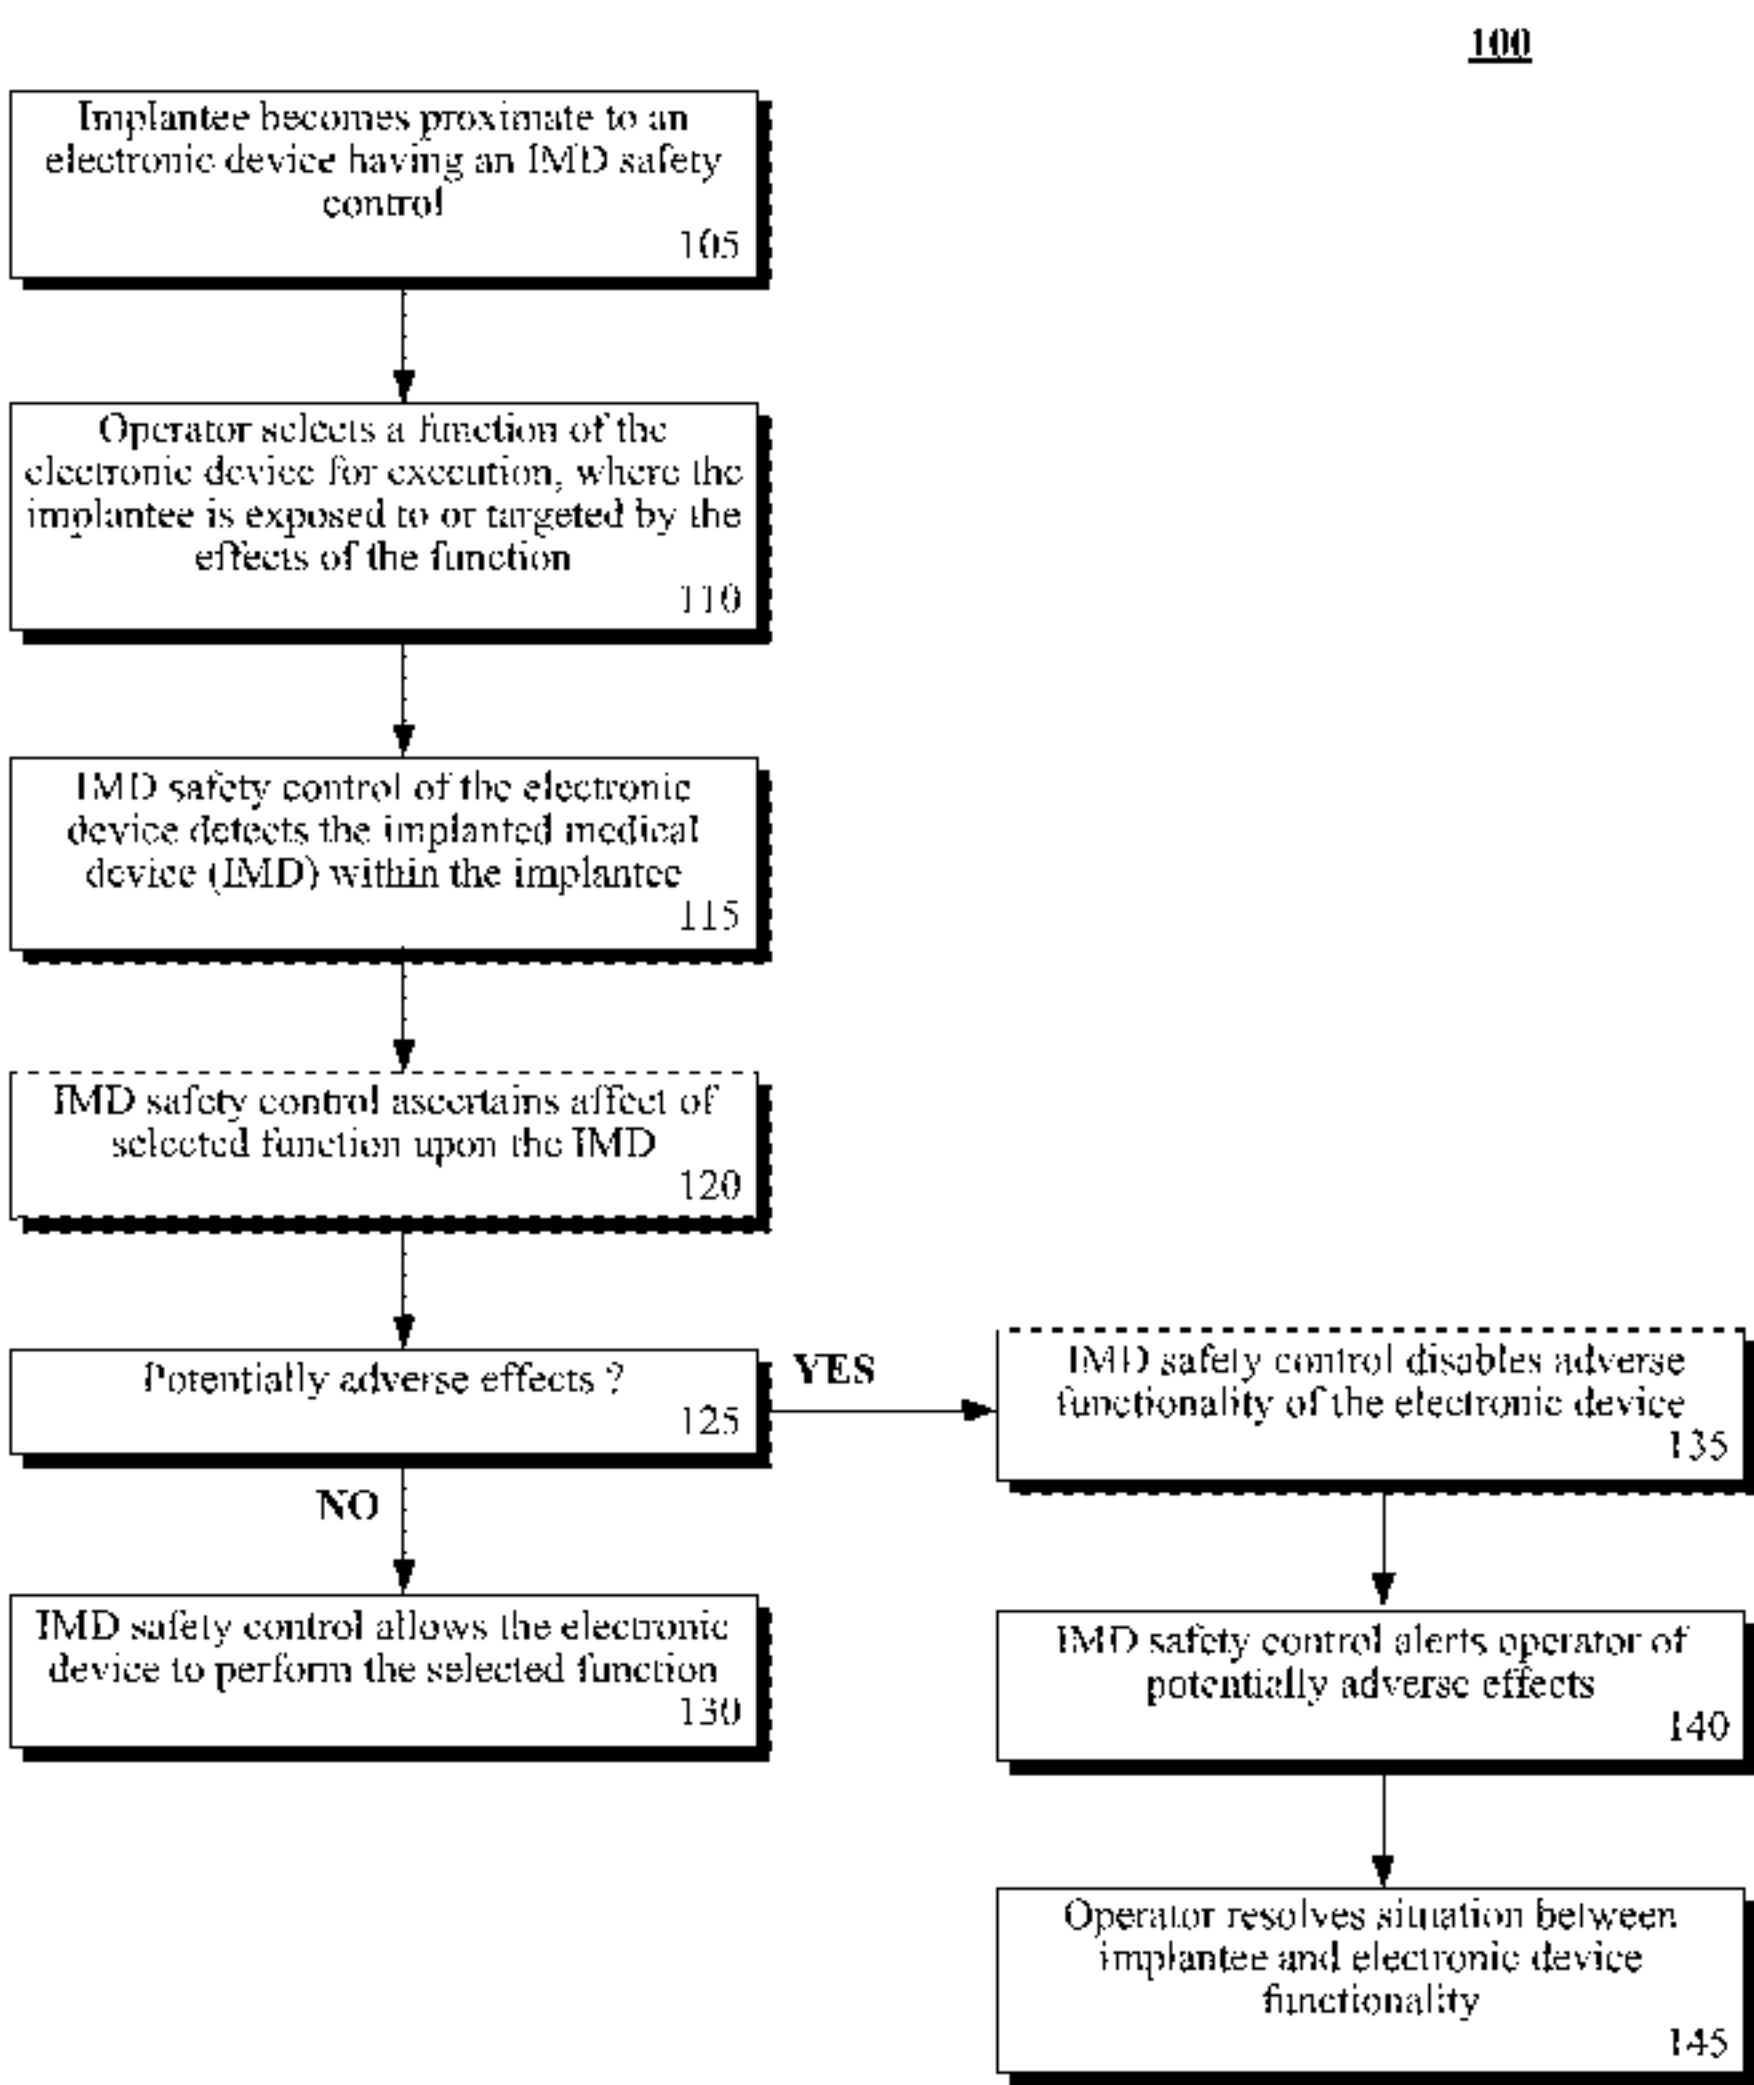 100
Implantee becomes proximate to an
electronic device having an IMD safety
control
105
Operator selects a function of the
electronic device for execution, where the
implantee is exposed to or targeted by the
effects of the function
110
IMD safety control of the electronic
device detects the implanted medical
device (IMD) within the implantee
115
IMD safety control ascertains affect of
selected function upon the IMD
120
Potentially adverse effects ?
125
YES
NO
IMD safety control allows the electronic
device to perform the selected function
130
IMD safety control disables adverse
functionality of the electronic device
135
IMD safety control alerts operator of
potentially adverse effects
140
Operator resolves situation between
implantee and electronic device
functionality
145